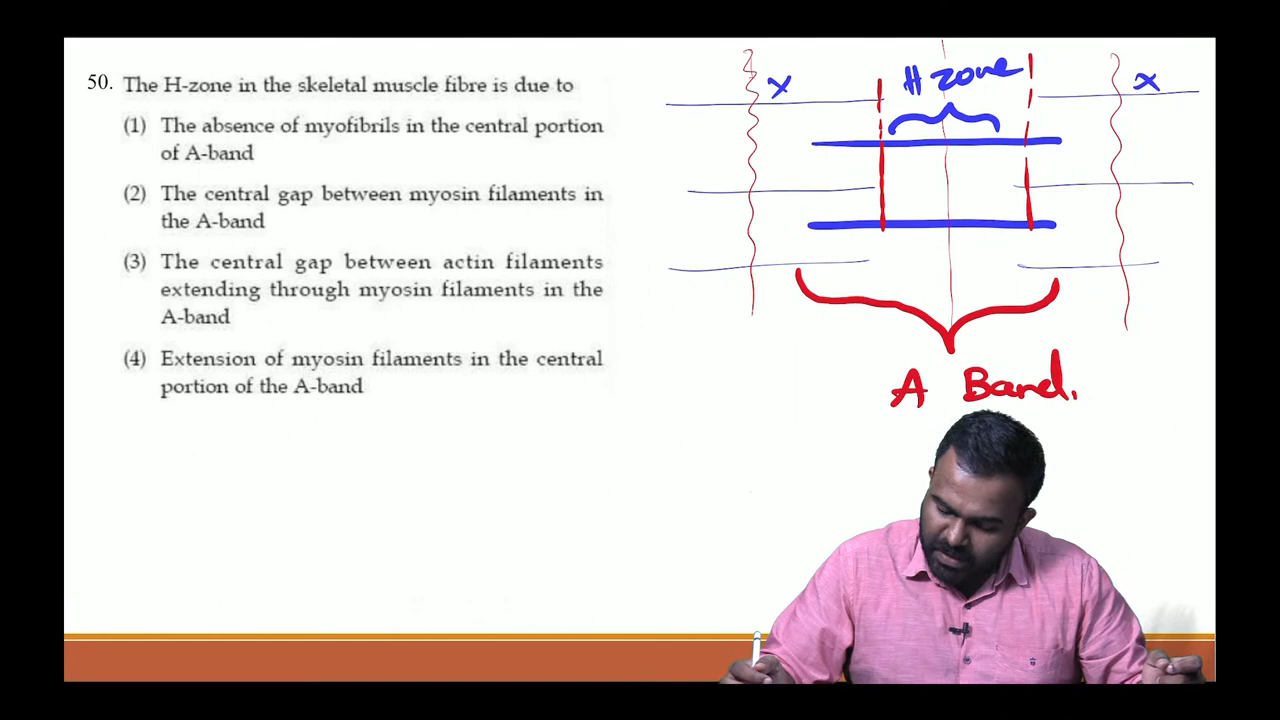 50. The H-zone in the skeletal muscle fibre is due to
(1) The absence of myofibrils in the central portion
of A-band
(2) The central gap between myosin filaments in
the A-band
(3) The central gap between actin filaments
extending through myosin filaments in the
A-band
(4) Extension of myosin filaments in the central
portion of the A-band
x
H zone
x
A Band.